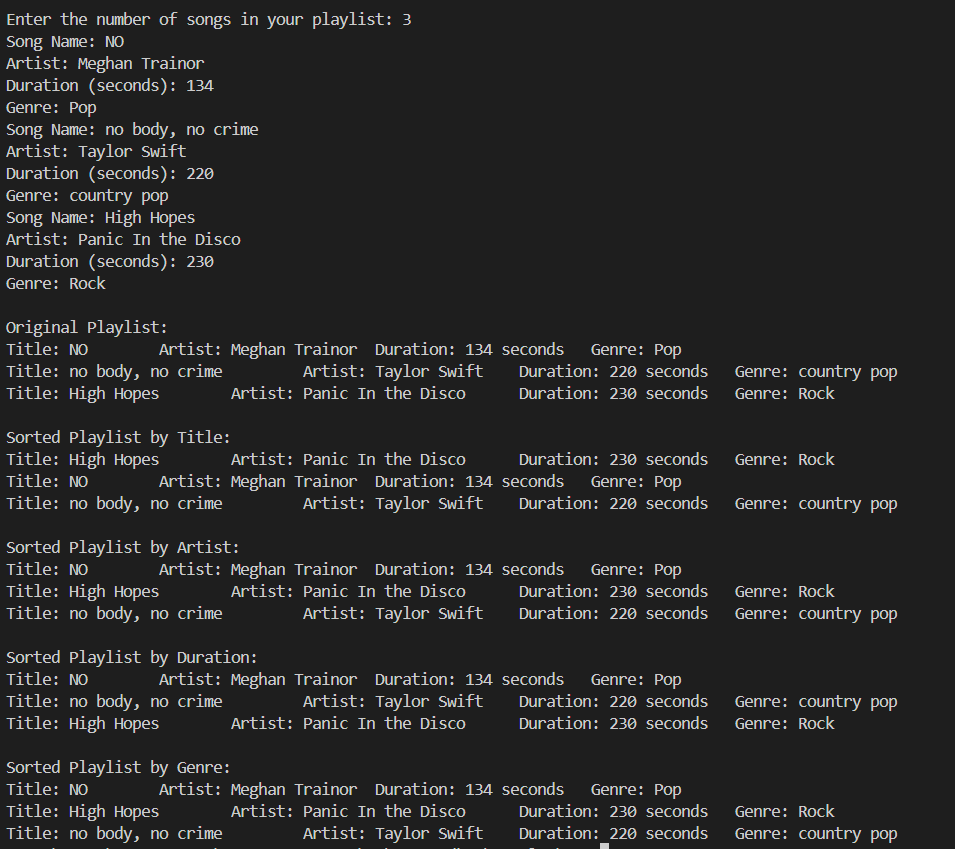 Enter the number of songs in your playlist: 3
Song Name: NO
Artist: Meghan Trainor
Duration (seconds): 134
Genre: Pop
Song Name: no body, no crime
Artist: Taylor Swift
Duration (seconds): 220
Genre: country pop
Song Name: High Hopes
Artist: Panic In the Disco
Duration (seconds): 230
Genre: Rock

Original Playlist:
Title: NO        Artist: Meghan Trainor  Duration: 134 seconds   Genre: Pop
Title: no body, no crime         Artist: Taylor Swift    Duration: 220 seconds   Genre: country pop
Title: High Hopes        Artist: Panic In the Disco      Duration: 230 seconds   Genre: Rock

Sorted Playlist by Title:
Title: High Hopes        Artist: Panic In the Disco      Duration: 230 seconds   Genre: Rock
Title: NO        Artist: Meghan Trainor  Duration: 134 seconds   Genre: Pop
Title: no body, no crime         Artist: Taylor Swift    Duration: 220 seconds   Genre: country pop

Sorted Playlist by Artist:
Title: NO        Artist: Meghan Trainor  Duration: 134 seconds   Genre: Pop
Title: High Hopes        Artist: Panic In the Disco      Duration: 230 seconds   Genre: Rock
Title: no body, no crime         Artist: Taylor Swift    Duration: 220 seconds   Genre: country pop

Sorted Playlist by Duration:
Title: NO        Artist: Meghan Trainor  Duration: 134 seconds   Genre: Pop
Title: no body, no crime         Artist: Taylor Swift    Duration: 220 seconds   Genre: country pop
Title: High Hopes        Artist: Panic In the Disco      Duration: 230 seconds   Genre: Rock

Sorted Playlist by Genre:
Title: NO        Artist: Meghan Trainor  Duration: 134 seconds   Genre: Pop
Title: High Hopes        Artist: Panic In the Disco      Duration: 230 seconds   Genre: Rock
Title: no body, no crime         Artist: Taylor Swift    Duration: 220 seconds   Genre: country pop